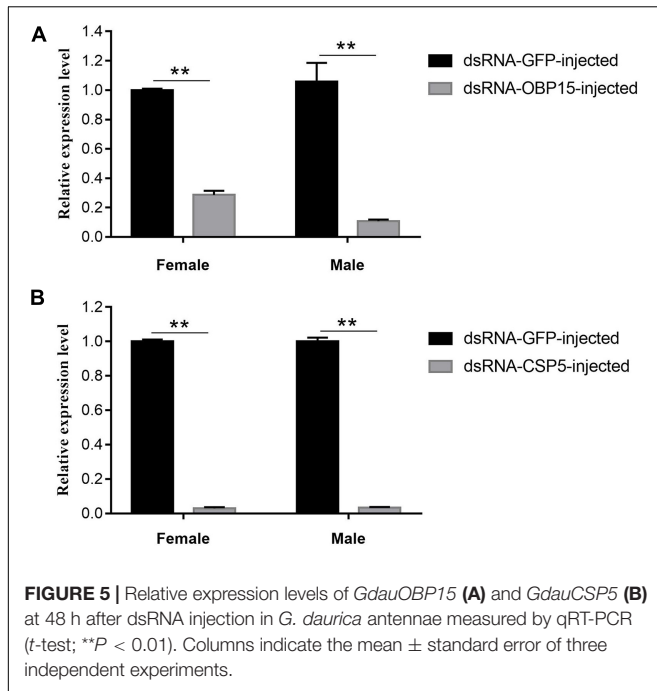 A
Relative expression level
1.4
1.2
1.0
0.8
0.6
0.4
0.2
0.0
**
**
Female
Male
dsRNA-GFP-injected
dsRNA-OBP15-injected
B
Relative expression level
1.2
1.0
0.8
0.6
0.4
0.2
0.0
**
**
Female
Male
dsRNA-GFP-injected
dsRNA-CSP5-injected
FIGURE 5 | Relative expression levels of GdauOBP15 (A) and GdauCSP5 (B)
at 48 h after dsRNA injection in G. daurica antennae measured by qRT-PCR
(t-test; **P < 0.01). Columns indicate the mean ± standard error of three
independent experiments.